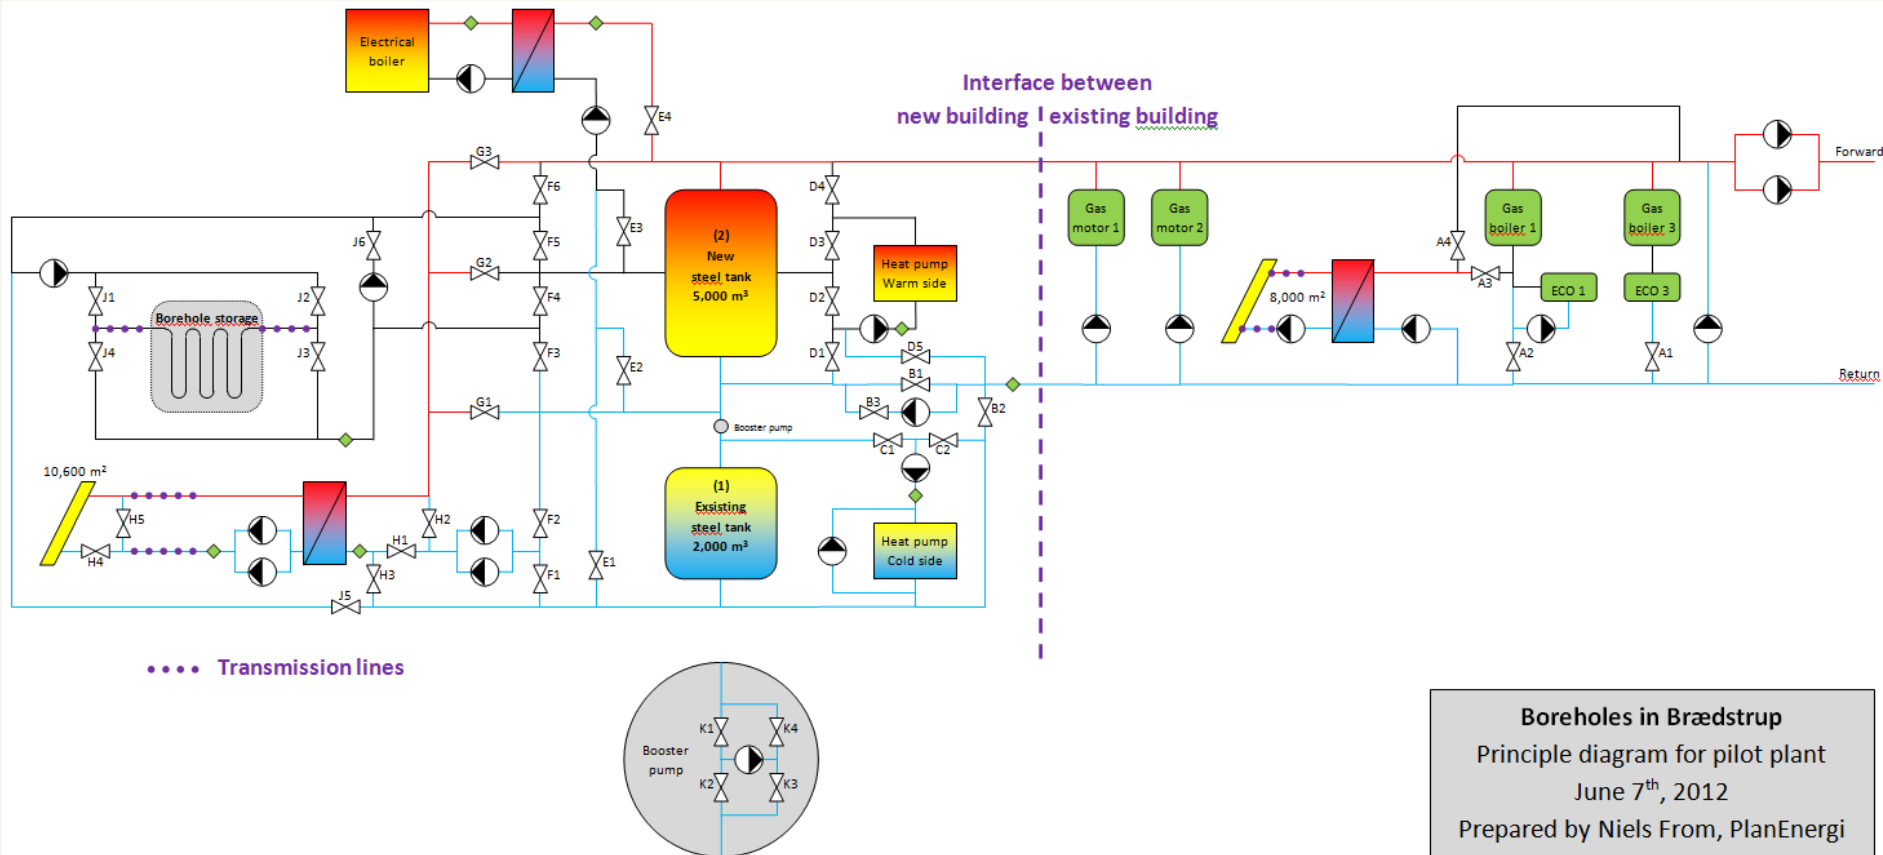 Electrical
boiler
E4
Interface between
new building
existing building
Forward
G3
F6
D4
(2)
New
steel tank
5,000 m³
Gas
motor 1
Gas
motor 2
Gas
boiler 1
Gas
boiler 3
J6
F5
E3
D3
A4
Heat pump
Warm side
G2
A3
8,000 m²
ECO 1
ECO 3
J1
J2
F4
D2
Borehole storage
J4
J3
F3
E2
D1
D5
A2
A1
B1
Return
G1
B3
B2
Booster pump
C1
C2
10,600 m²
(1)
Exsisting
steel tank
2,000 m³
H5
H2
F2
H1
H4
H3
F1
E1
Heat pump
Cold side
J5
Transmission lines
K1
K4
Booster
pump
K2
K3
Boreholes in Brædstrup
Principle diagram for pilot plant
June 7th, 2012
Prepared by Niels From, PlanEnergi